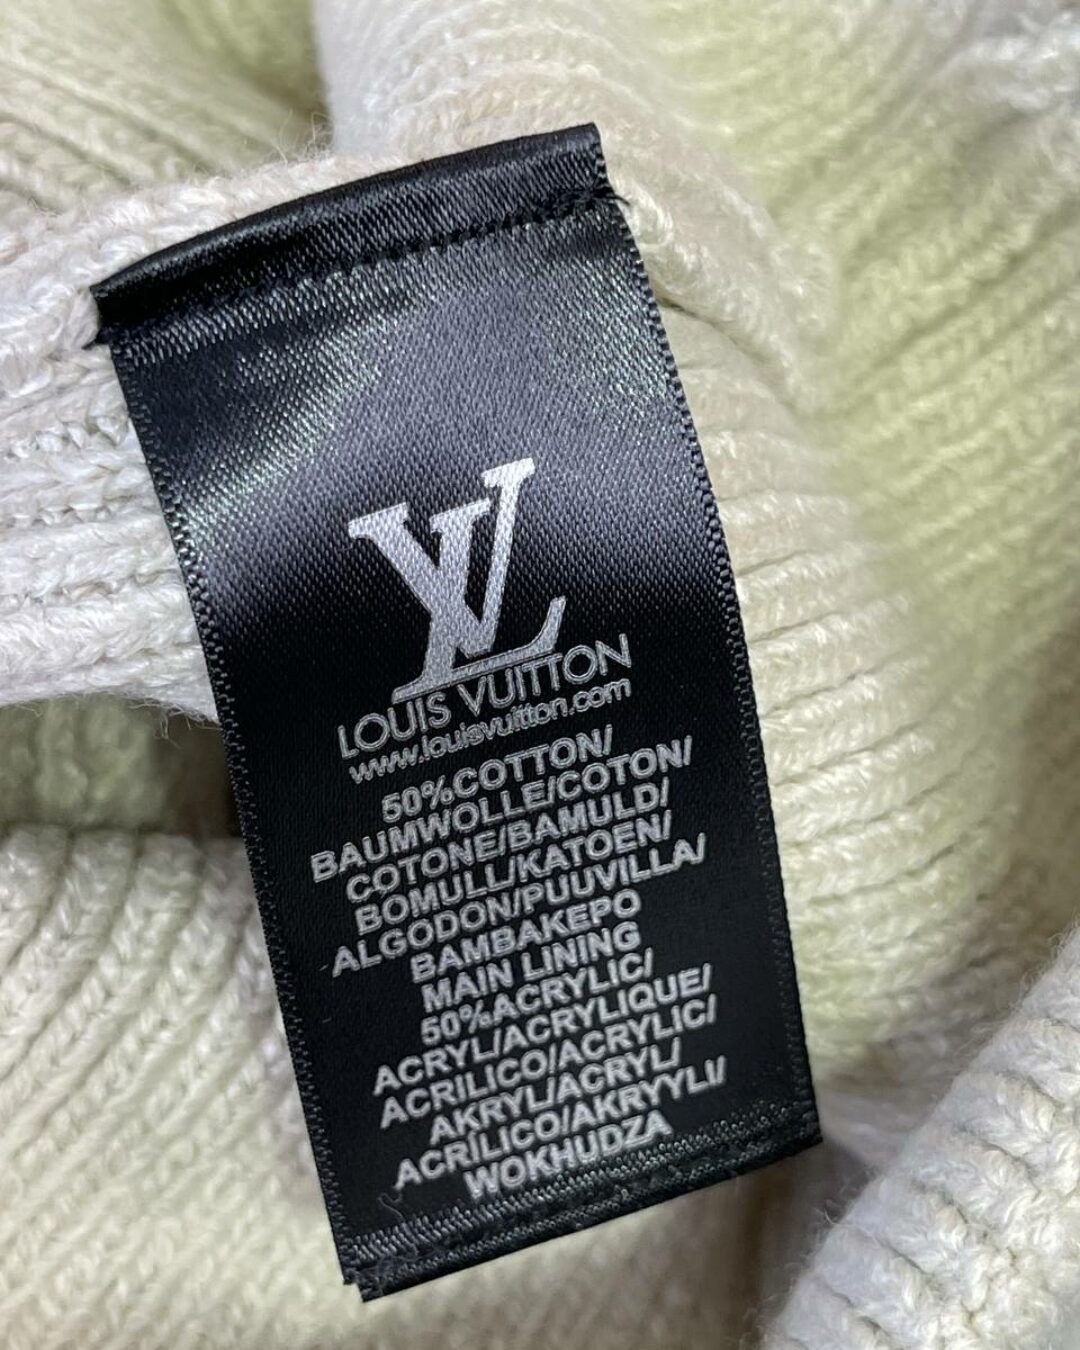 LV
LOUIS VUITTON
www.louisvuitton.com
50%COTTON/
BAUMWOLLE/COTON/
COTONE/BAMULD/
BOMULL/KATOEN/
ALGODON/PUUVILLA/
BAMBAKEPO
MAIN LINING
50%ACRYLIC/
ACRYL/ACRYLIQUE/
ACRILICO/ACRYLIC/
AKRYL/ACRYL/
ACRÍLICO/AKRYYLI/
WOKHUDZA